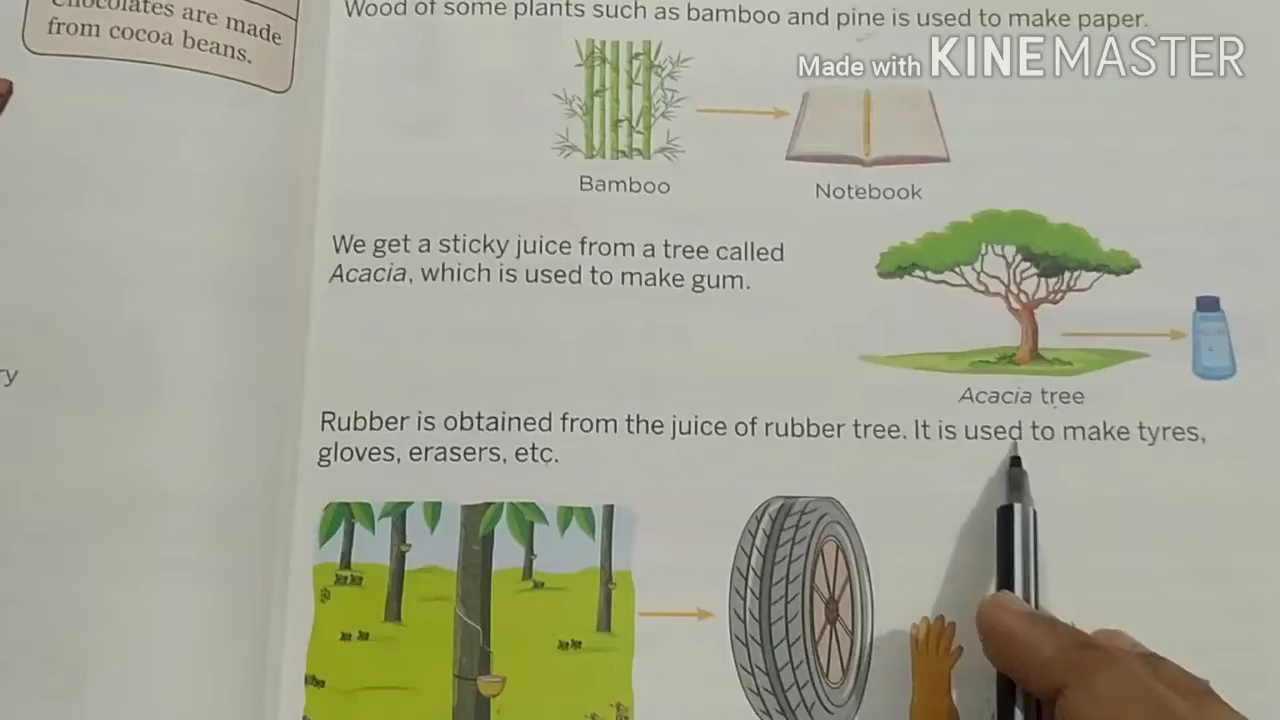 Chocolates are made
from cocoa beans.
Wood of some plants such as bamboo and pine is used to make paper.
Made with KINEMASTER
Bamboo
Notebook
We get a sticky juice from a tree called
Acacia, which is used to make gum.
Acacia tree
Rubber is obtained from the juice of rubber tree. It is used to make tyres,
gloves, erasers, etc.